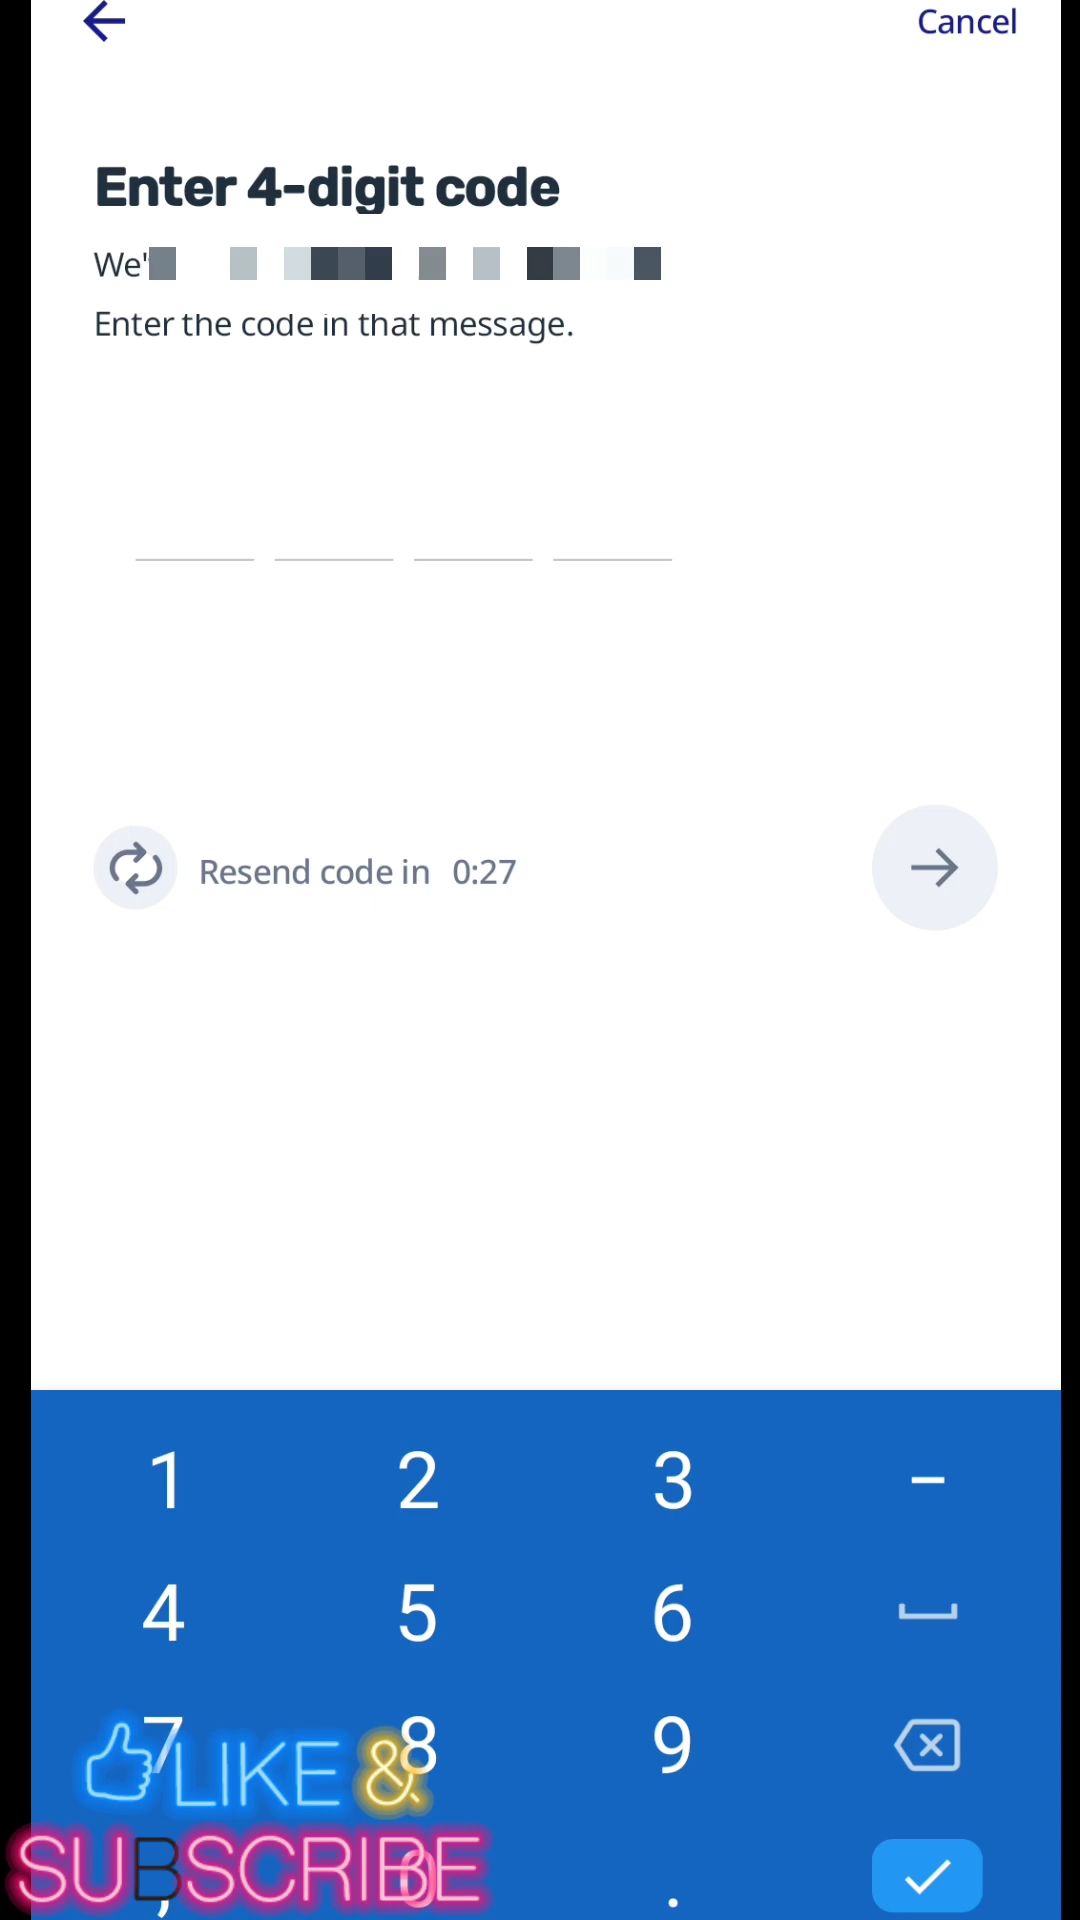 Cancel
Enter 4-digit code
We'
Enter the code in that message.
Resend code in 0:27
1 2 3 –
4 5 6
7 8 9
, 0 .
LIKE &
SUBSCRIBE